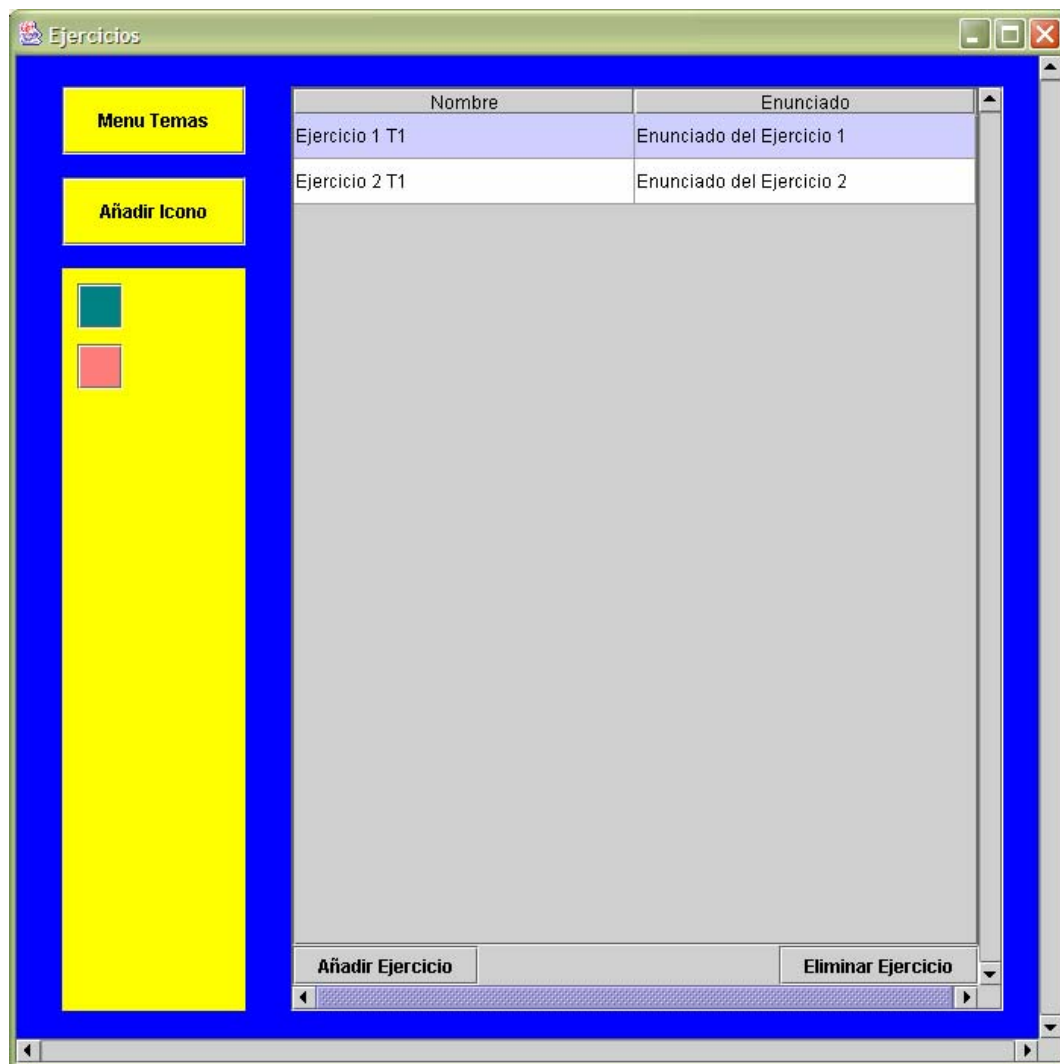 Ejercicios
Menu Temas
Añadir Icono
Nombre Enunciado
Ejercicio 1 T1 Enunciado del Ejercicio 1
Ejercicio 2 T1 Enunciado del Ejercicio 2
Añadir Ejercicio Eliminar Ejercicio